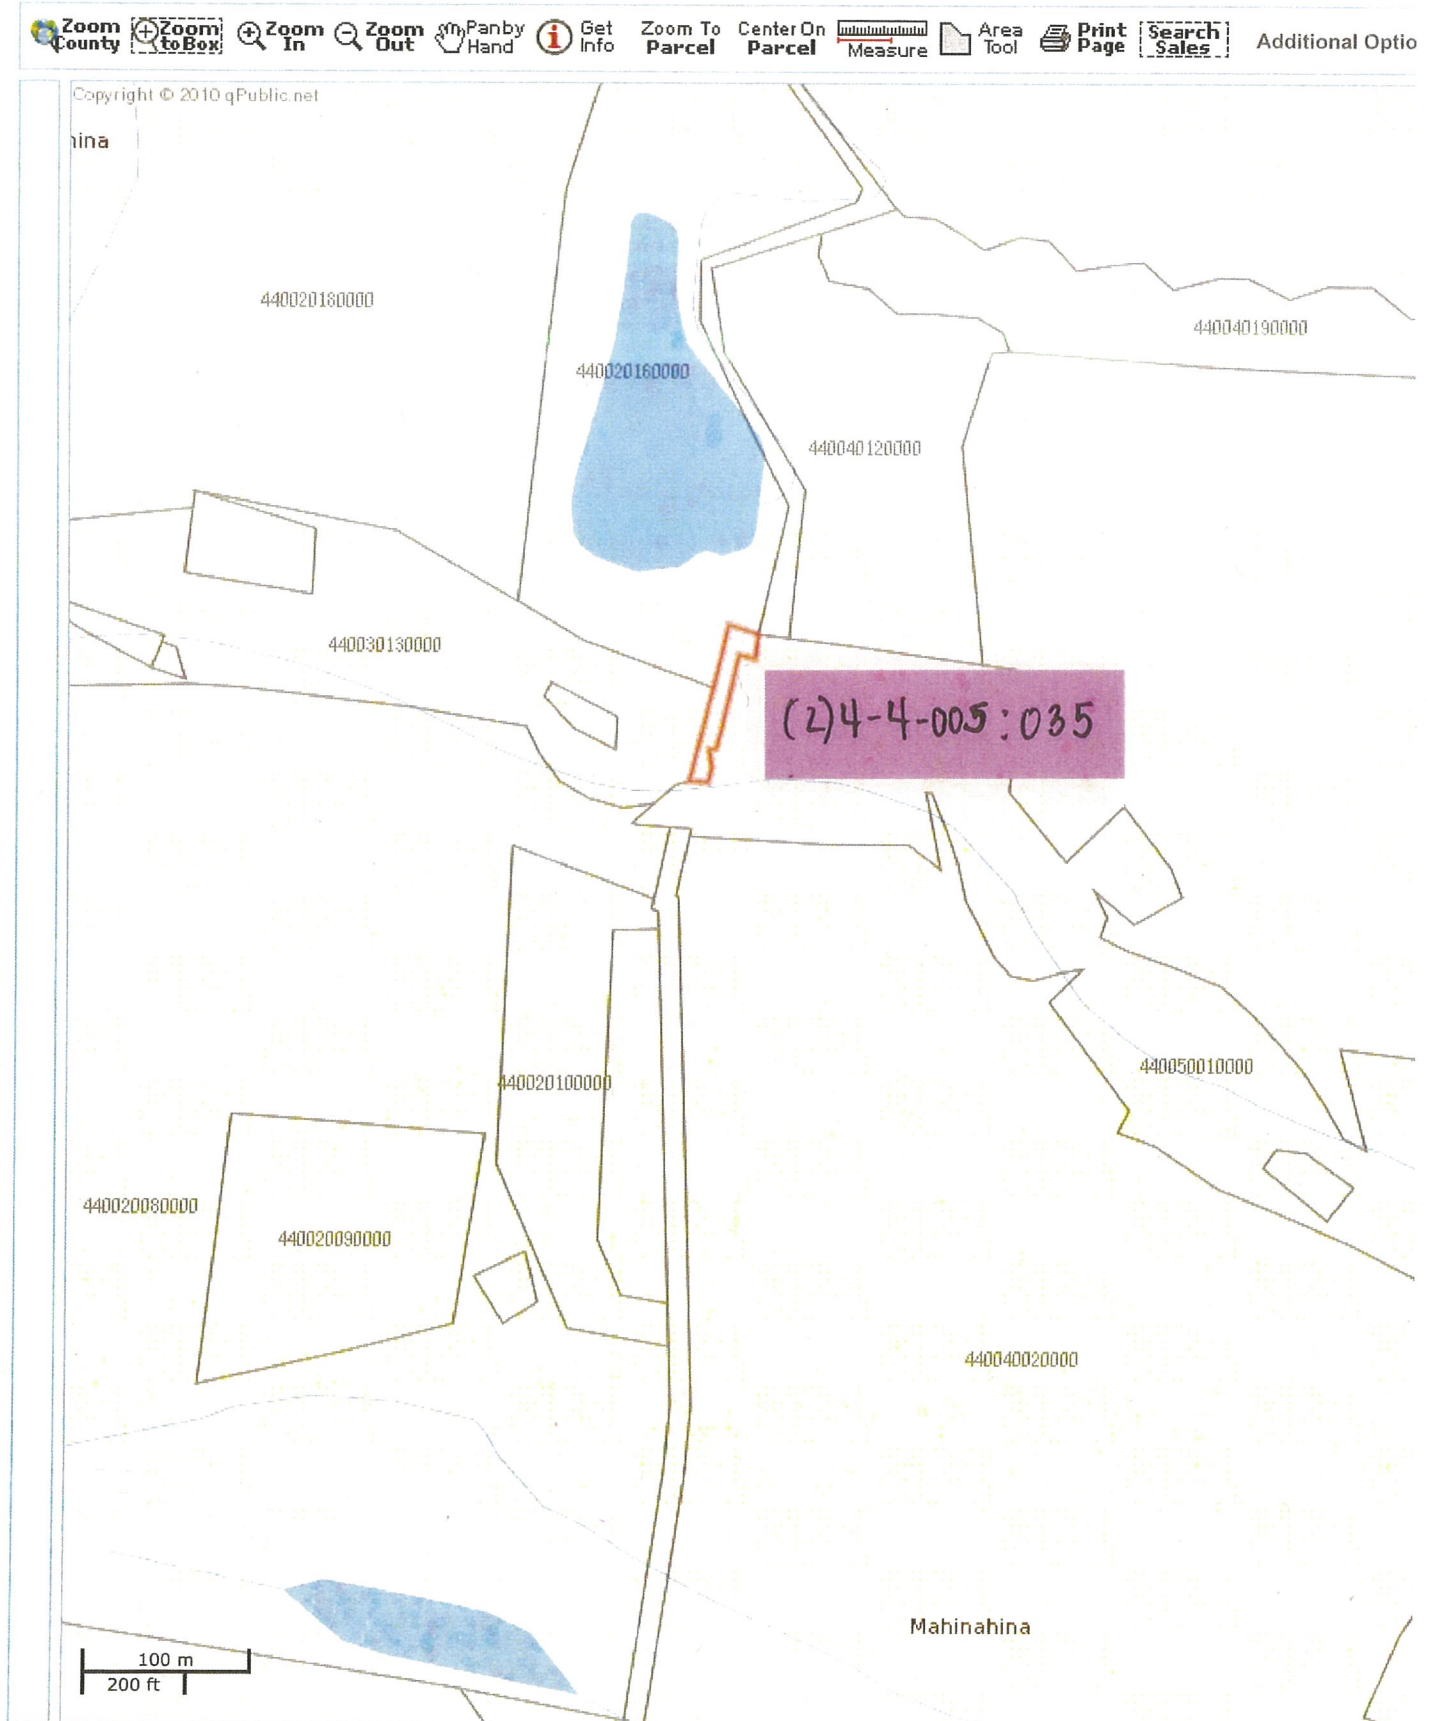 Zoom County Zoom to Box Zoom In Zoom Out Pan by Hand Get Info Zoom To Parcel Center On Parcel Measure Area Tool Print Page Search Sales Additional Optio
Copyright © 2010 qPublic.net
hina
440020180000
440040190000
440020160000
440040120000
440030130000
(2)4-4-005:035
440050010000
440020100000
440020080000
440020090000
440040020000
Mahinahina
100 m
200 ft